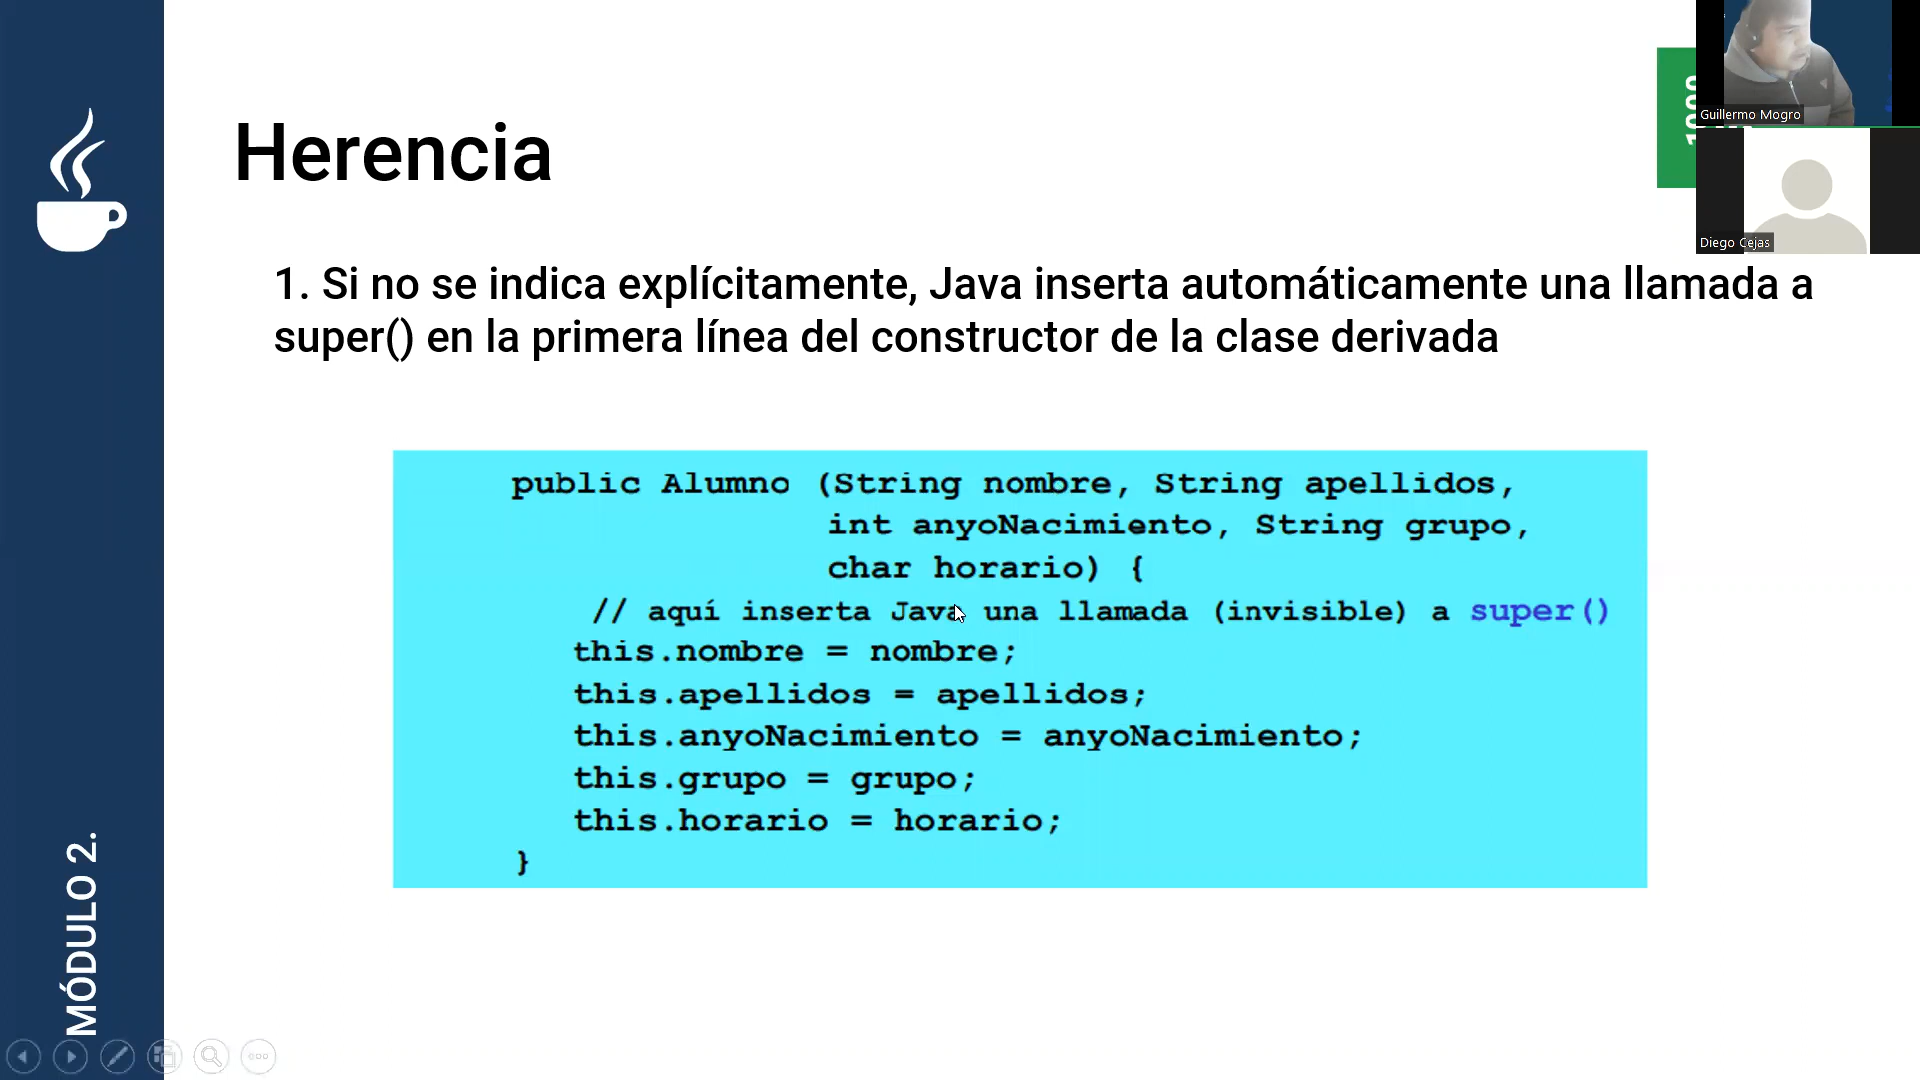 Herencia
1000
Guillermo Mogro
Diego Cejas
1. Si no se indica explícitamente, Java inserta automáticamente una llamada a
super() en la primera línea del constructor de la clase derivada
public Alumno (String nombre, String apellidos,
int anyoNacimiento, String grupo,
char horario) {
// aquí inserta Java una llamada (invisible) a super()
this.nombre = nombre;
this.apellidos = apellidos;
this.anyoNacimiento = anyoNacimiento;
this.grupo = grupo;
this.horario = horario;
}
MÓDULO 2.